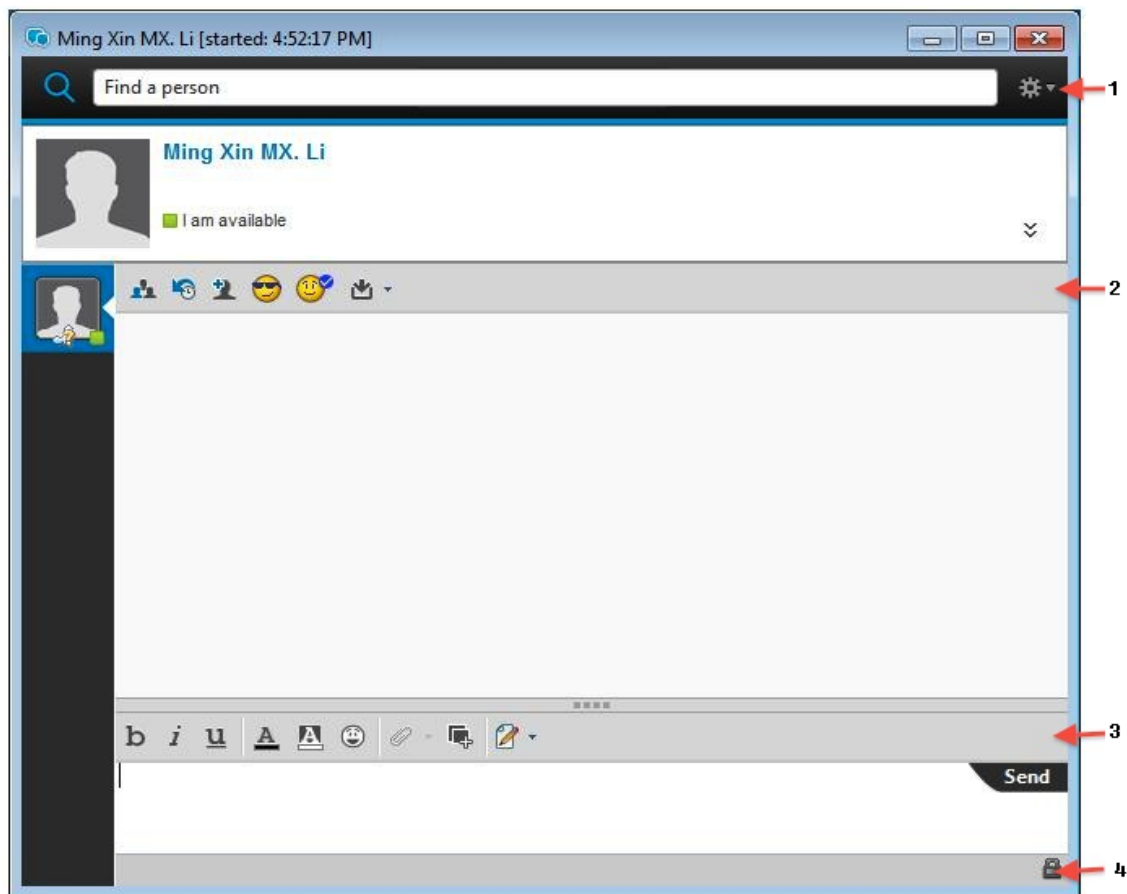 Ming Xin MX. Li [started: 4:52:17 PM]
Find a person
1
Ming Xin MX. Li
I am available
2
b i u A A
3
Send
4